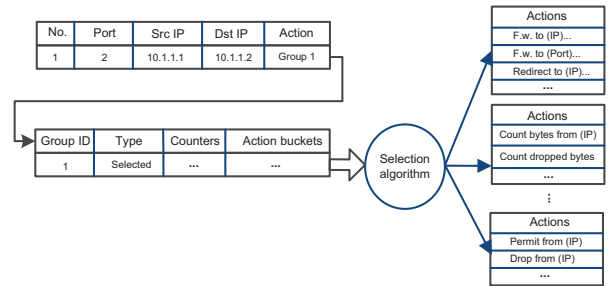 No. Port Src IP Dst IP Action
1 2 10.1.1.1 10.1.1.2 Group 1
Group ID Type Counters Action buckets
1 Selected ... ...
Selection
algorithm
Actions
F.w. to (IP)...
F.w. to (Port)...
Redirect to (IP)...
...
Actions
Count bytes from (IP)
Count dropped bytes
...
...
Actions
Permit from (IP)
Drop from (IP)
...